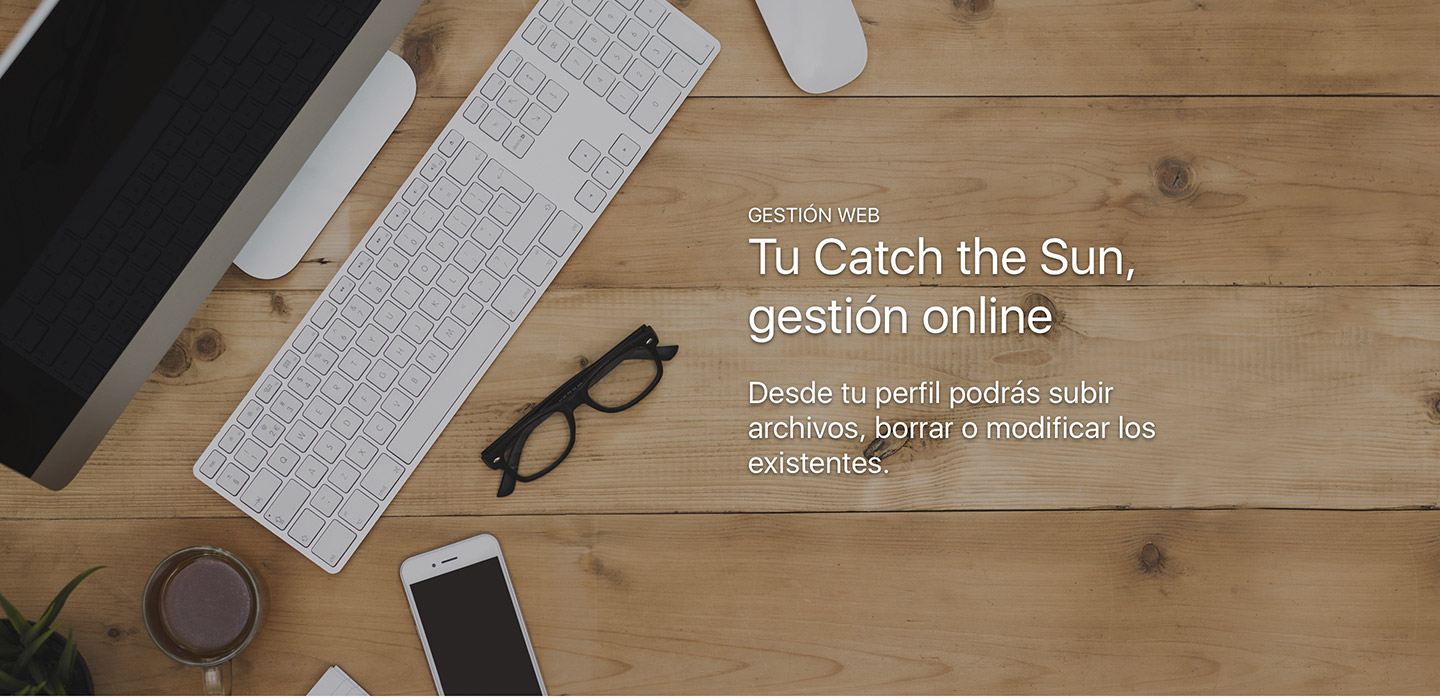 GESTIÓN WEB
Tu Catch the Sun,
gestión online
Desde tu perfil podrás subir
archivos, borrar o modificar los
existentes.